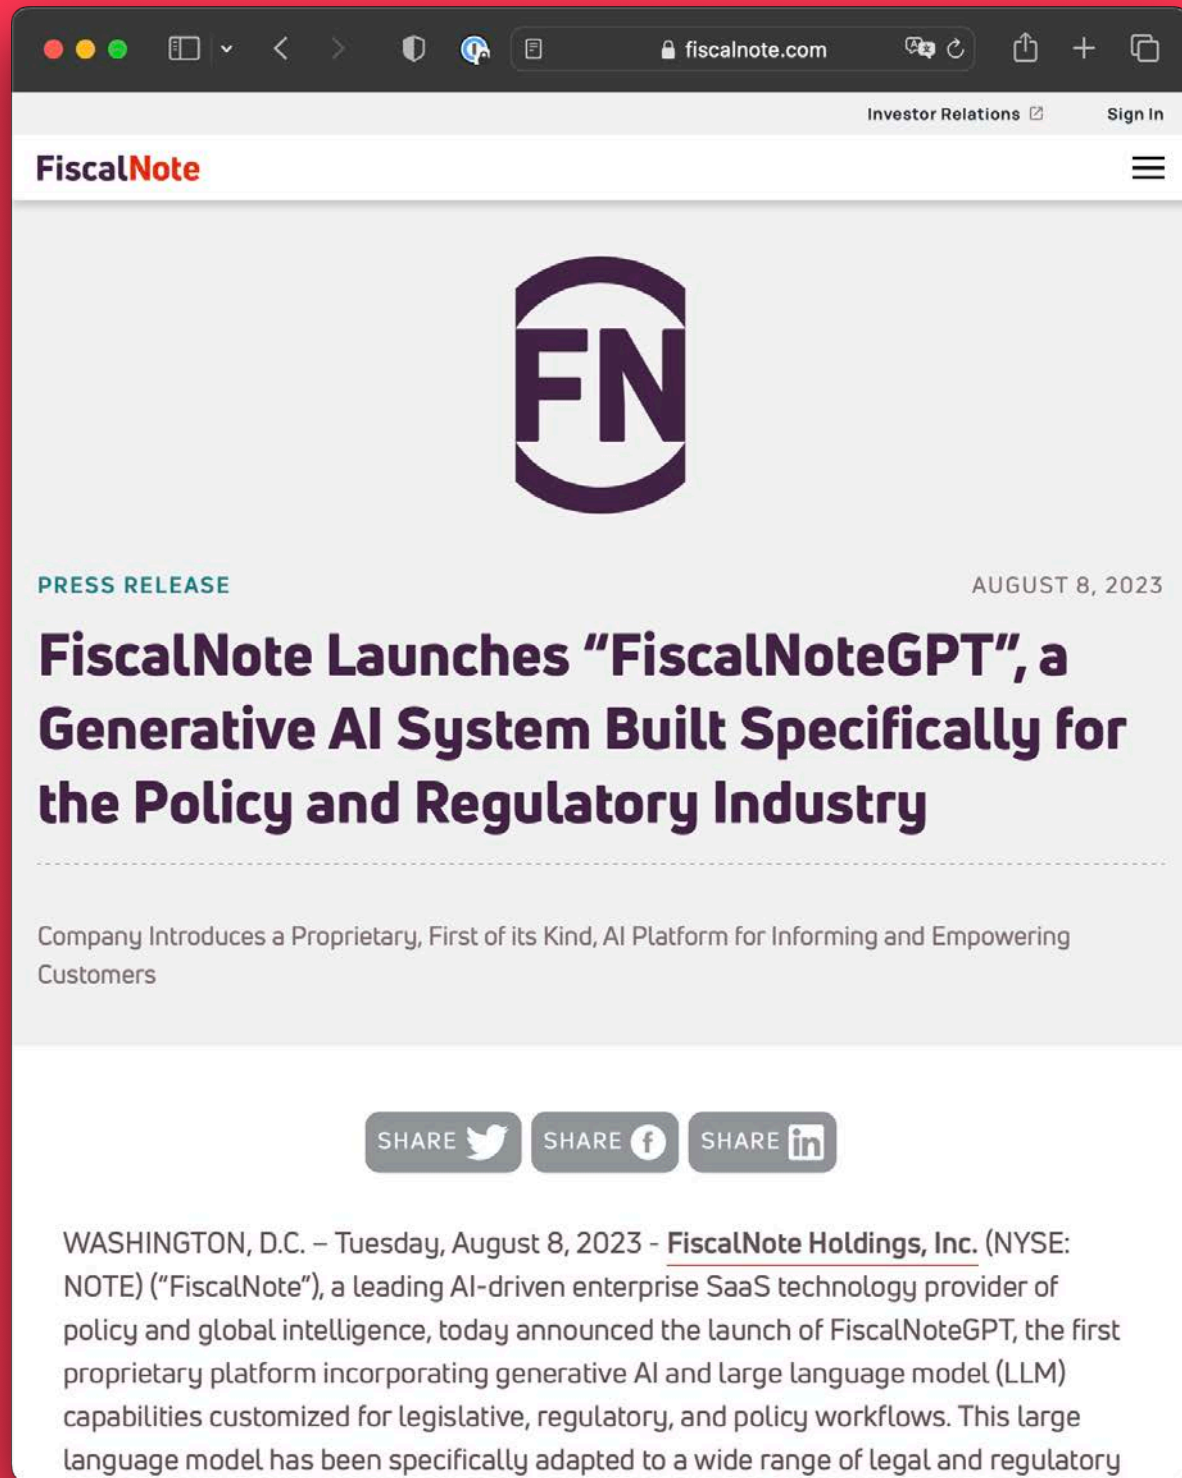 fiscalnote.com
Investor Relations
Sign In
FiscalNote
FN
PRESS RELEASE
AUGUST 8, 2023
FiscalNote Launches “FiscalNoteGPT”, a
Generative AI System Built Specifically for
the Policy and Regulatory Industry
Company Introduces a Proprietary, First of its Kind, AI Platform for Informing and Empowering
Customers
SHARE
SHARE f
SHARE in
WASHINGTON, D.C. – Tuesday, August 8, 2023 - FiscalNote Holdings, Inc. (NYSE:
NOTE) (“FiscalNote”), a leading AI-driven enterprise SaaS technology provider of
policy and global intelligence, today announced the launch of FiscalNoteGPT, the first
proprietary platform incorporating generative AI and large language model (LLM)
capabilities customized for legislative, regulatory, and policy workflows. This large
language model has been specifically adapted to a wide range of legal and regulatory